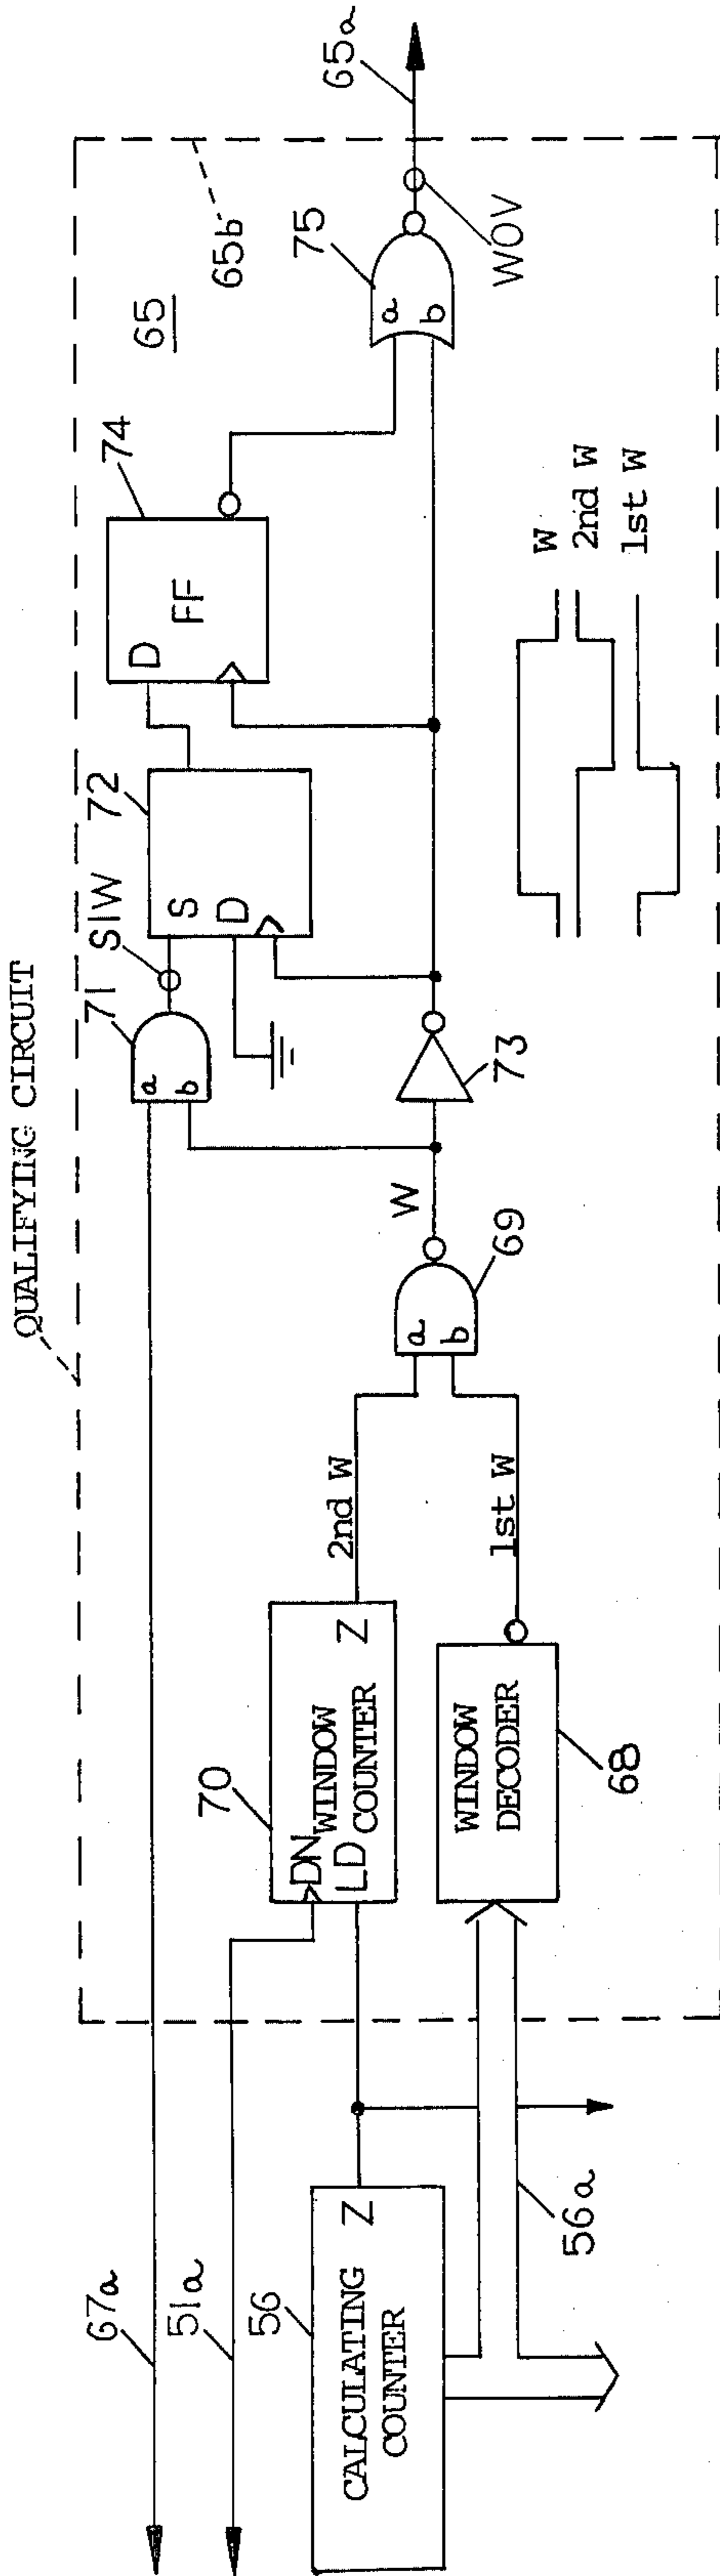 QUALIFYING CIRCUIT
67a
51a
56
CALCULATING COUNTER
Z
56a
70
DN
LD
WINDOW COUNTER
Z
WINDOW DECODER
68
2nd W
1st W
a
b
69
W
71
a
b
S1W
73
72
S
D
74
D
FF
65
65b
75
a
b
WOV
65a
W
2nd W
1st W